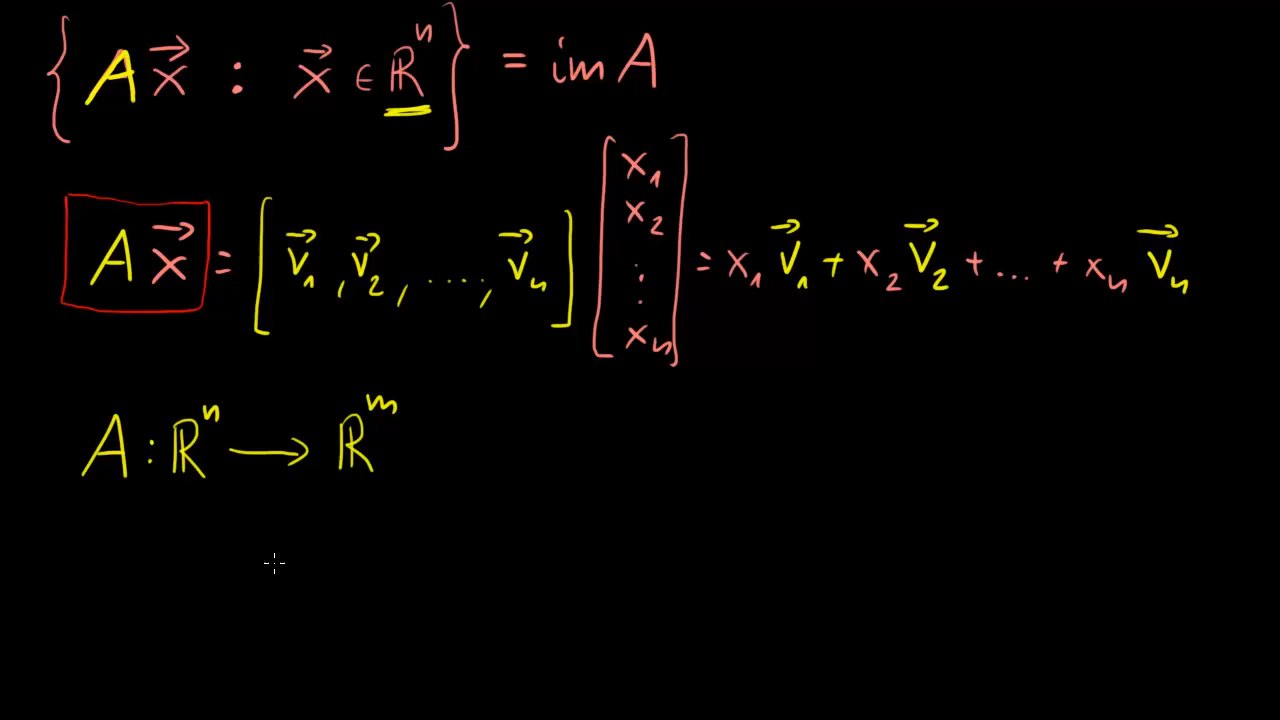 { A x⃗ : x⃗ ∈ ℝⁿ } = im A
A x⃗ = [ v⃗₁ , v⃗₂ , ...., v⃗ₙ ] [ x₁ x₂ ⋮ xₙ ] = x₁ v⃗₁ + x₂ v⃗₂ + ... + xₙ v⃗ₙ
A : ℝⁿ ⟶ ℝᵐ